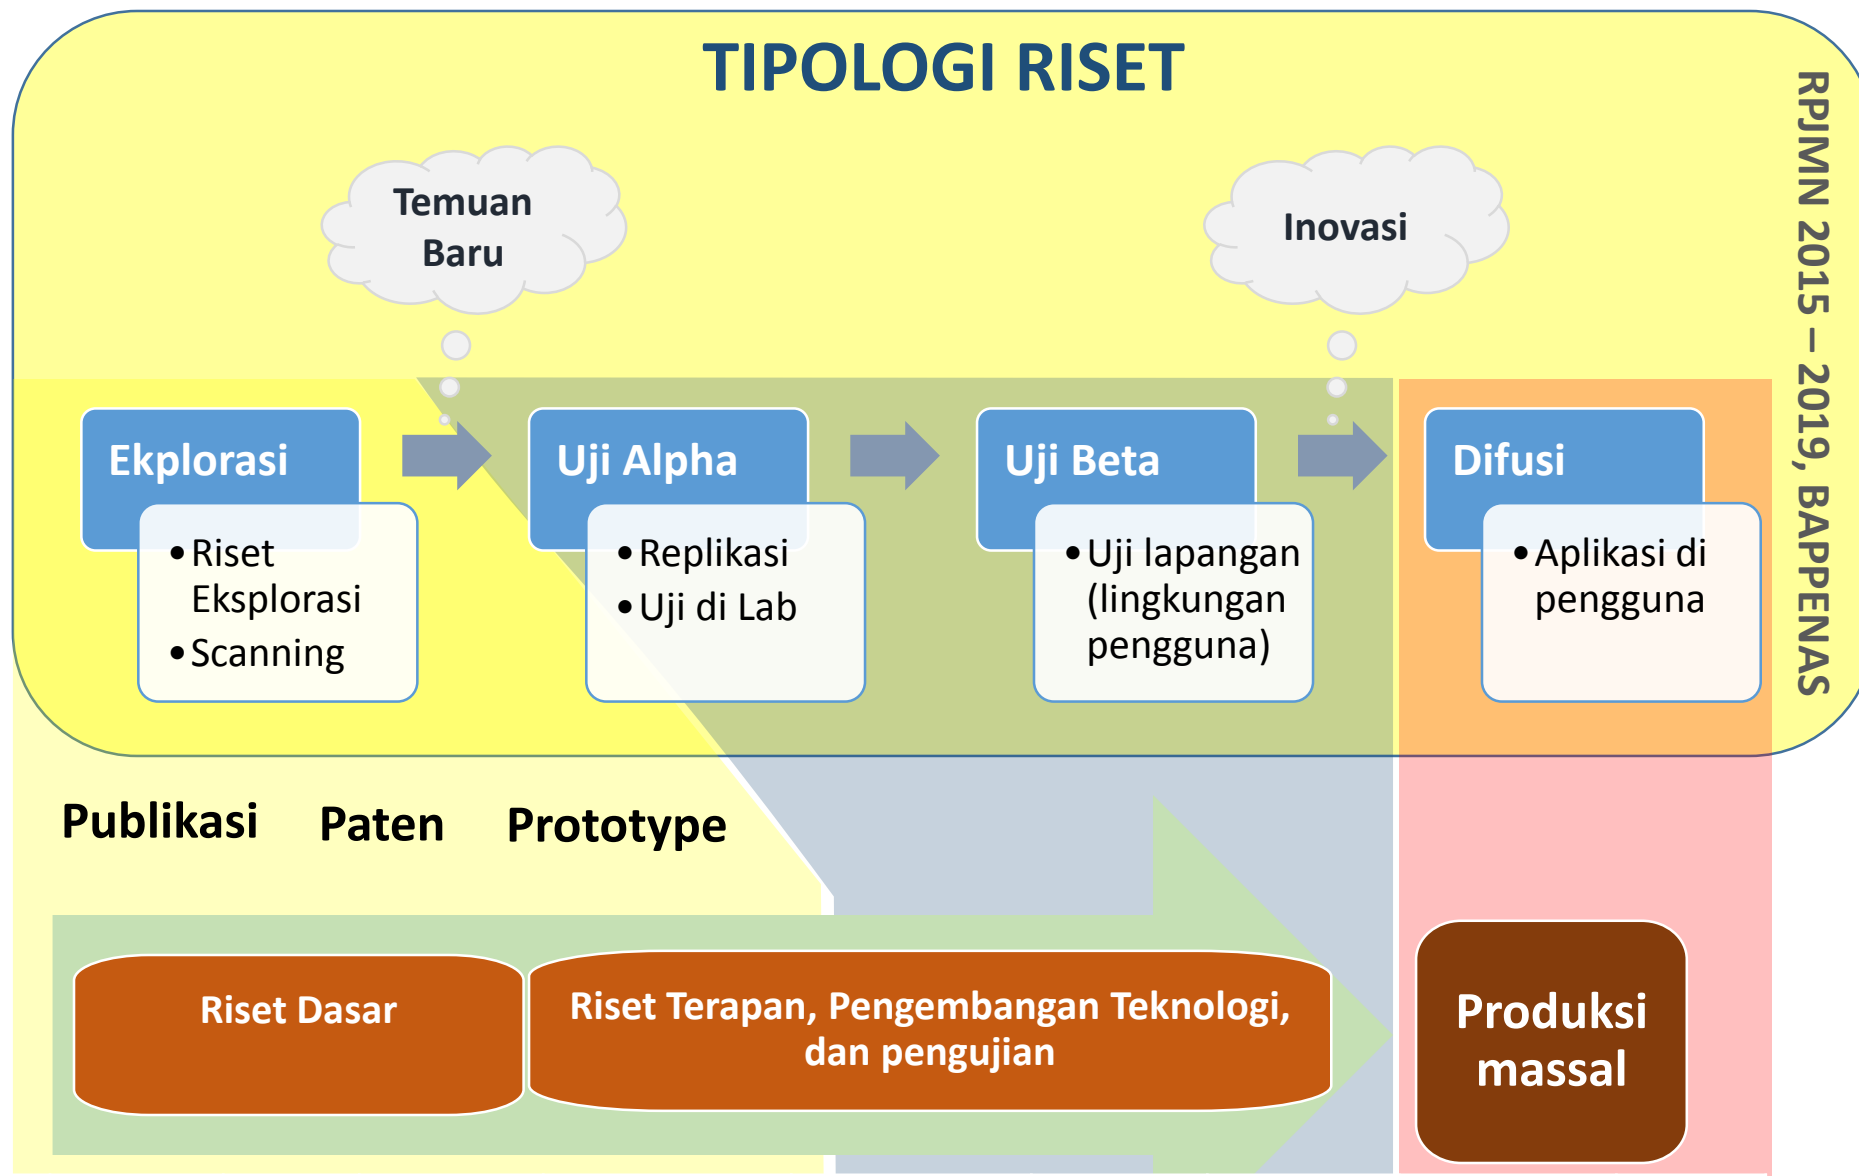 TIPOLOGI RISET
RPJMN 2015 – 2019, BAPPENAS
Temuan
Baru
Inovasi
Ekplorasi
•Riset
Eksplorasi
•Scanning
Uji Alpha
•Replikasi
•Uji di Lab
Uji Beta
•Uji lapangan
(lingkungan
pengguna)
Difusi
•Aplikasi di
pengguna
Publikasi
Paten
Prototype
Riset Dasar
Riset Terapan, Pengembangan Teknologi,
dan pengujian
Produksi
massal